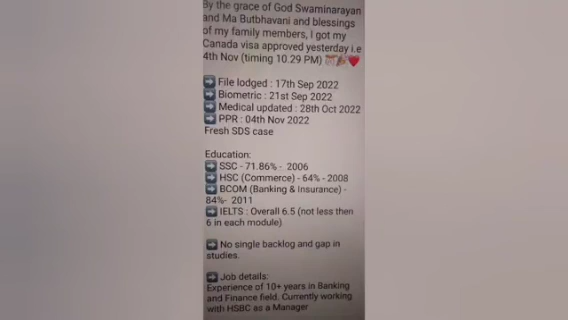 By the grace of God Swaminarayan
and Ma Butbhavani and blessings
of my family members, I got my
Canada visa approved yesterday i.e
4th Nov (timing 10.29 PM) 🎊🎉❤️
➡️ File lodged : 17th Sep 2022
➡️ Biometric : 21st Sep 2022
➡️ Medical updated : 28th Oct 2022
➡️ PPR : 04th Nov 2022
Fresh SDS case
Education:
➡️ SSC - 71.86% - 2006
➡️ HSC (Commerce) - 64% - 2008
➡️ BCOM (Banking & Insurance) -
84%- 2011
➡️ IELTS : Overall 6.5 (not less then
6 in each module)
➡️ No single backlog and gap in
studies.
➡️ Job details:
Experience of 10+ years in Banking
and Finance field. Currently working
with HSBC as a Manager